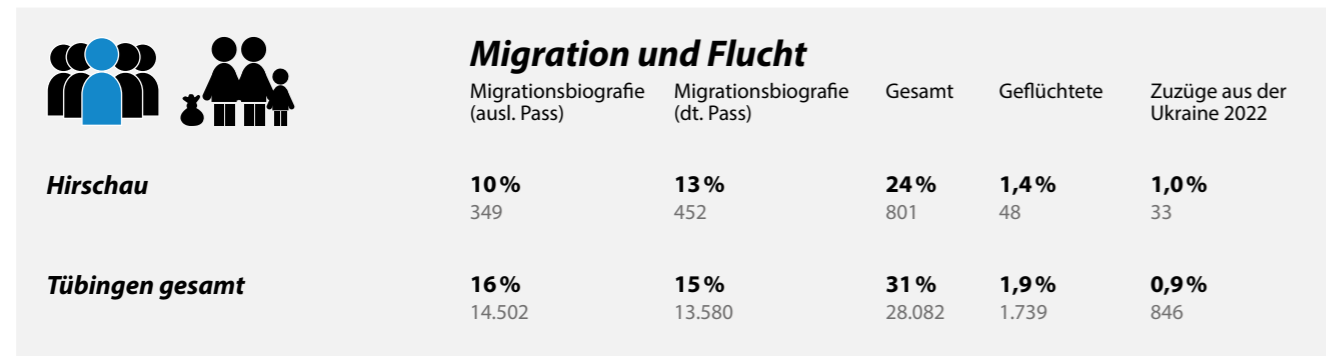 Migration und Flucht
Migrationsbiografie (ausl. Pass) Migrationsbiografie (dt. Pass) Gesamt Geflüchtete Zuzüge aus der Ukraine 2022
Hirschau 10 % 13 % 24 % 1,4 % 1,0 %
349 452 801 48 33
Tübingen gesamt 16 % 15 % 31 % 1,9 % 0,9 %
14.502 13.580 28.082 1.739 846